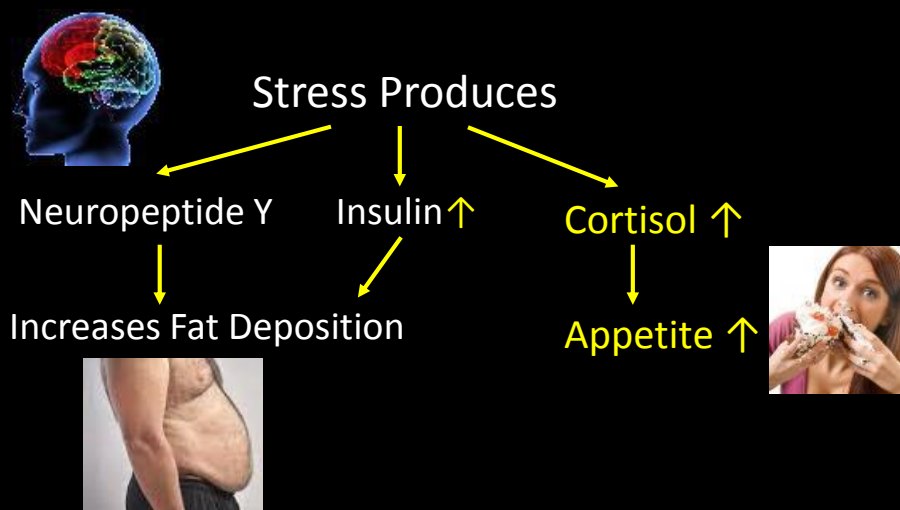 Stress Produces
Neuropeptide Y
Insulin↑
Cortisol ↑
Increases Fat Deposition
Appetite ↑